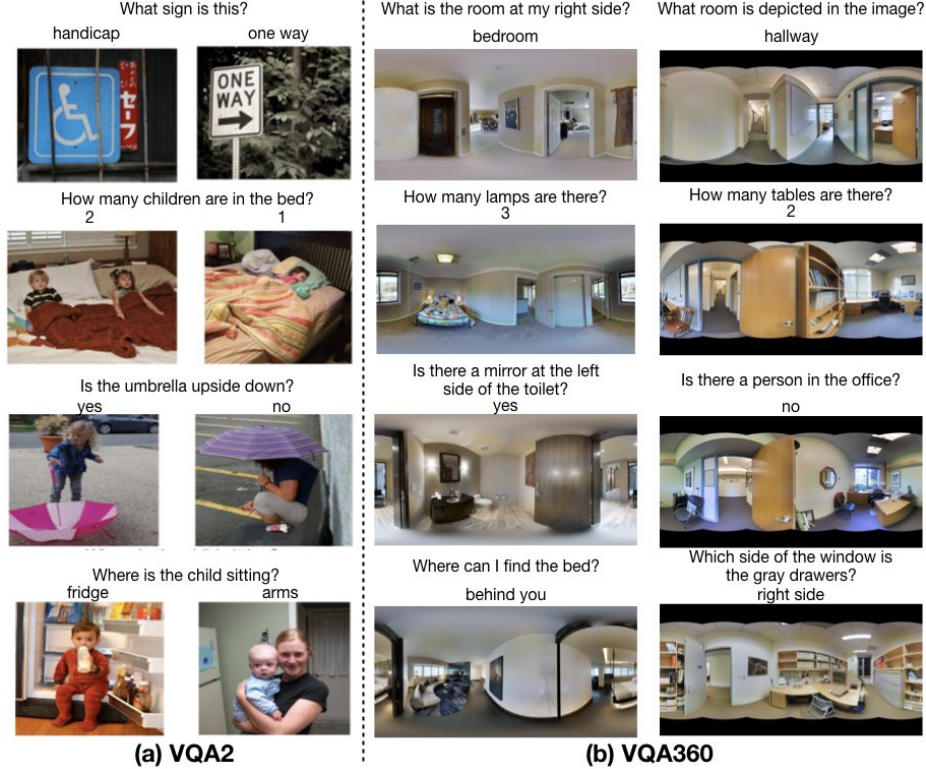 What sign is this?
handicap
one way
セーフ
ONE
WAY
How many children are in the bed?
2
1
Is the umbrella upside down?
yes
no
Where is the child sitting?
fridge
arms
(a) VQA2
What is the room at my right side?
bedroom
What room is depicted in the image?
hallway
How many lamps are there?
3
How many tables are there?
2
Is there a mirror at the left
side of the toilet?
yes
Is there a person in the office?
no
Where can I find the bed?
behind you
Which side of the window is
the gray drawers?
right side
(b) VQA360